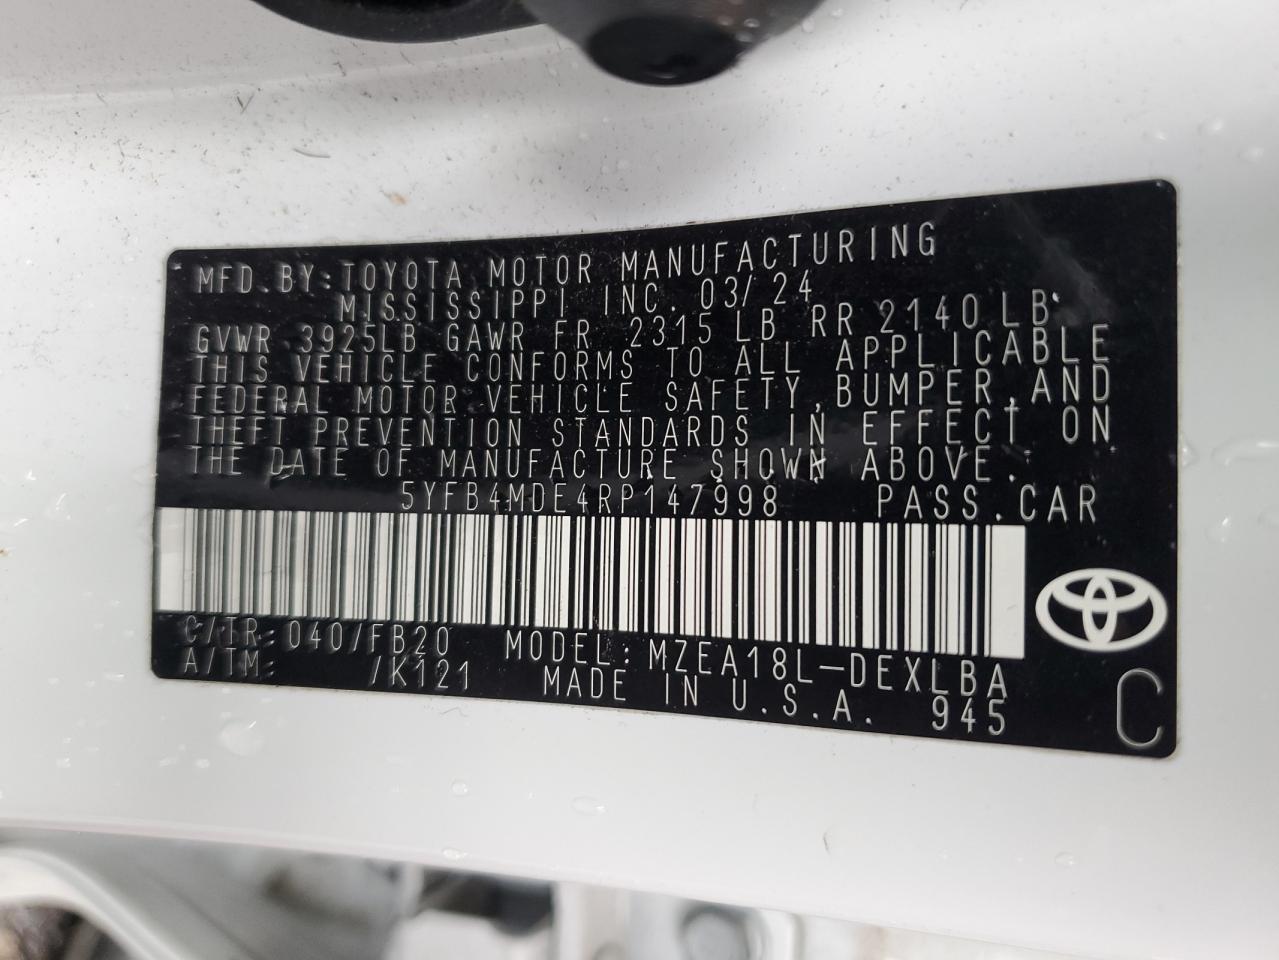 MFD.BY:TOYOTA MOTOR MANUFACTURING
MISSISSIPPI INC. 03/24
GVWR 3925LB GAWR FR 2315 LB RR 2140 LB
THIS VEHICLE CONFORMS TO ALL APPLICABLE
FEDERAL MOTOR VEHICLE SAFETY, BUMPER, AND
THEFT PREVENTION STANDARDS IN EFFECT ON
THE DATE OF MANUFACTURE SHOWN ABOVE.
5YFB4MDE4RP147998 PASS.CAR
C/TR: 040/FB20 MODEL: MZEA18L-DEXLBA
A/TM: /K121 MADE IN U.S.A. 945
C